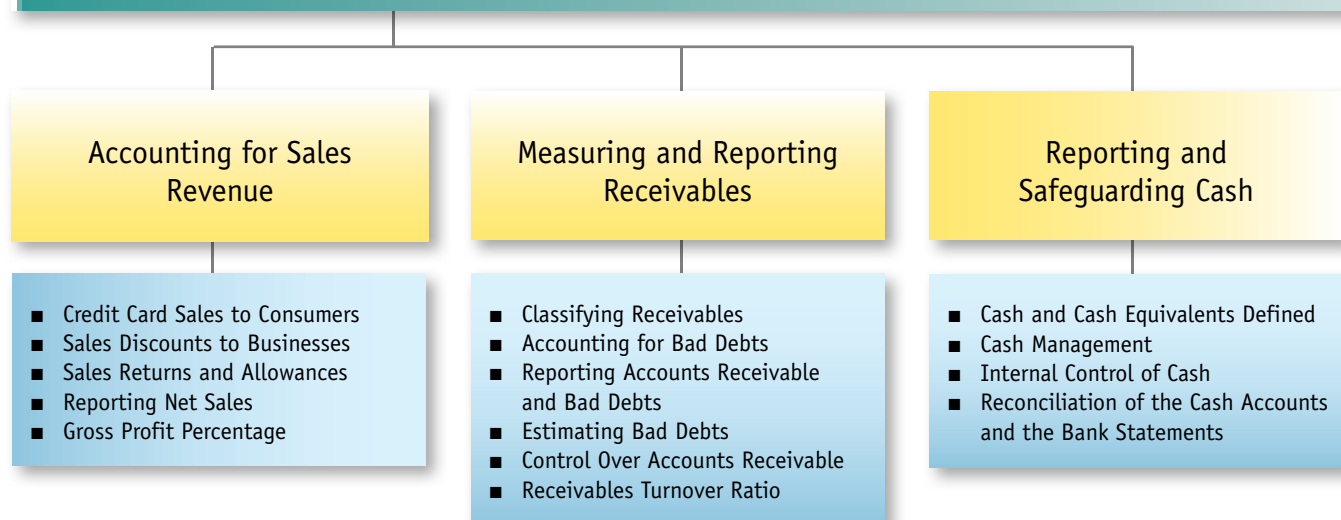 Accounting for Sales
Revenue
■ Credit Card Sales to Consumers
■ Sales Discounts to Businesses
■ Sales Returns and Allowances
■ Reporting Net Sales
■ Gross Profit Percentage
Measuring and Reporting
Receivables
■ Classifying Receivables
■ Accounting for Bad Debts
■ Reporting Accounts Receivable
and Bad Debts
■ Estimating Bad Debts
■ Control Over Accounts Receivable
■ Receivables Turnover Ratio
Reporting and
Safeguarding Cash
■ Cash and Cash Equivalents Defined
■ Cash Management
■ Internal Control of Cash
■ Reconciliation of the Cash Accounts
and the Bank Statements